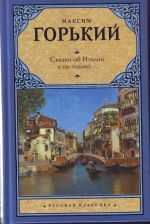 МАКСИМ
ГОРЬКИЙ
Сказки об Италии
и не только
РУССКАЯ КЛАССИКА